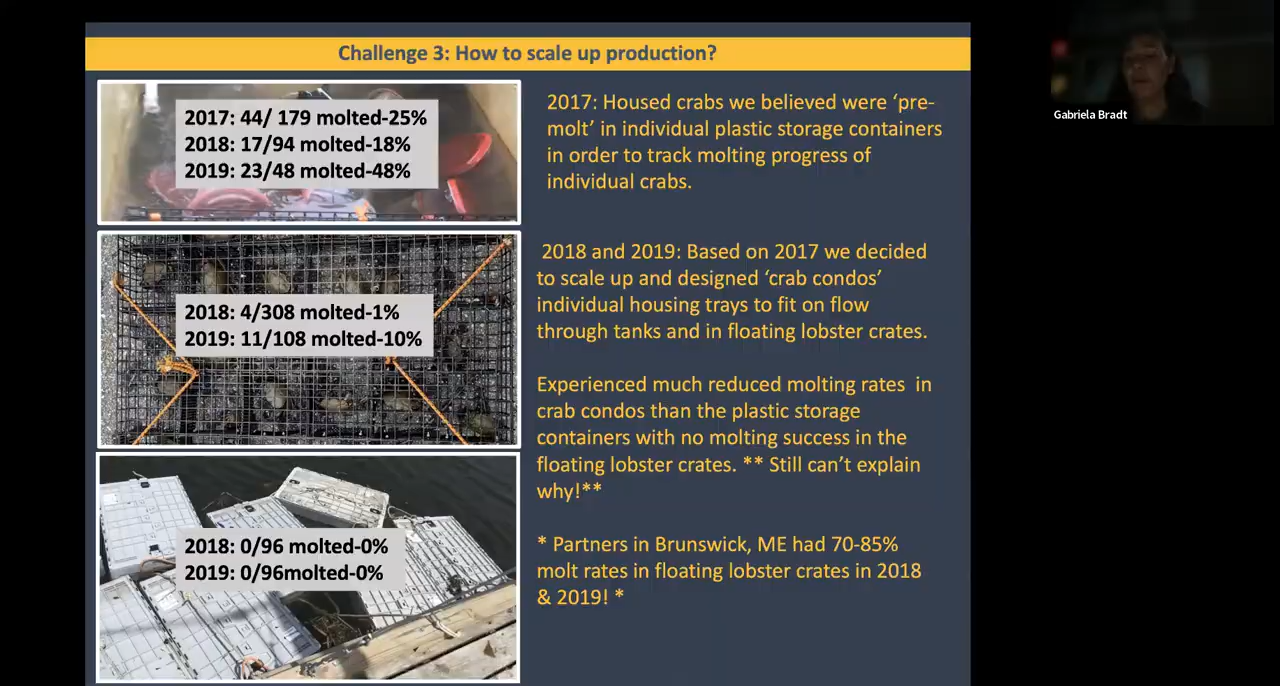 Challenge 3: How to scale up production?
2017: 44/ 179 molted-25%
2018: 17/94 molted-18%
2019: 23/48 molted-48%
2017: Housed crabs we believed were ‘pre-
molt’ in individual plastic storage containers
in order to track molting progress of
individual crabs.
2018: 4/308 molted-1%
2019: 11/108 molted-10%
2018 and 2019: Based on 2017 we decided
to scale up and designed ‘crab condos’
individual housing trays to fit on flow
through tanks and in floating lobster crates.
Experienced much reduced molting rates  in
crab condos than the plastic storage
containers with no molting success in the
floating lobster crates. ** Still can’t explain
why!**
2018: 0/96 molted-0%
2019: 0/96molted-0%
* Partners in Brunswick, ME had 70-85%
molt rates in floating lobster crates in 2018
& 2019! *
Gabriela Bradt